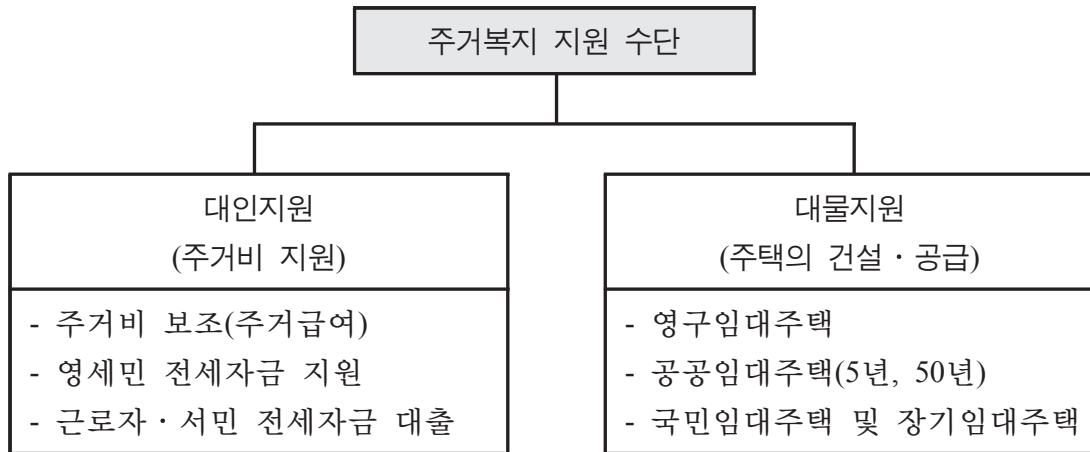 주거복지 지원 수단
대인지원
(주거비 지원)
- 주거비 보조(주거급여)
- 영세민 전세자금 지원
- 근로자 · 서민 전세자금 대출
대물지원
(주택의 건설 · 공급)
- 영구임대주택
- 공공임대주택(5년, 50년)
- 국민임대주택 및 장기임대주택